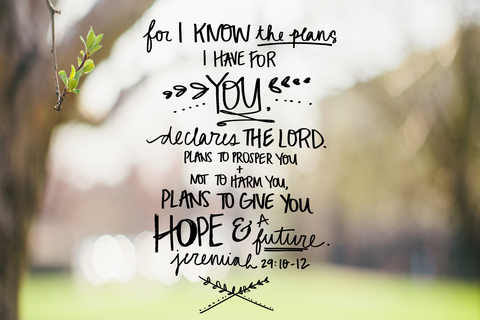 for I KNOW the plans
I HAVE FOR
YOU,
declares THE LORD.
PLANS TO PROSPER YOU
+
NOT TO HARM YOU,
PLANS TO GIVE YOU
HOPE & A
future.
jeremiah 29:10-12